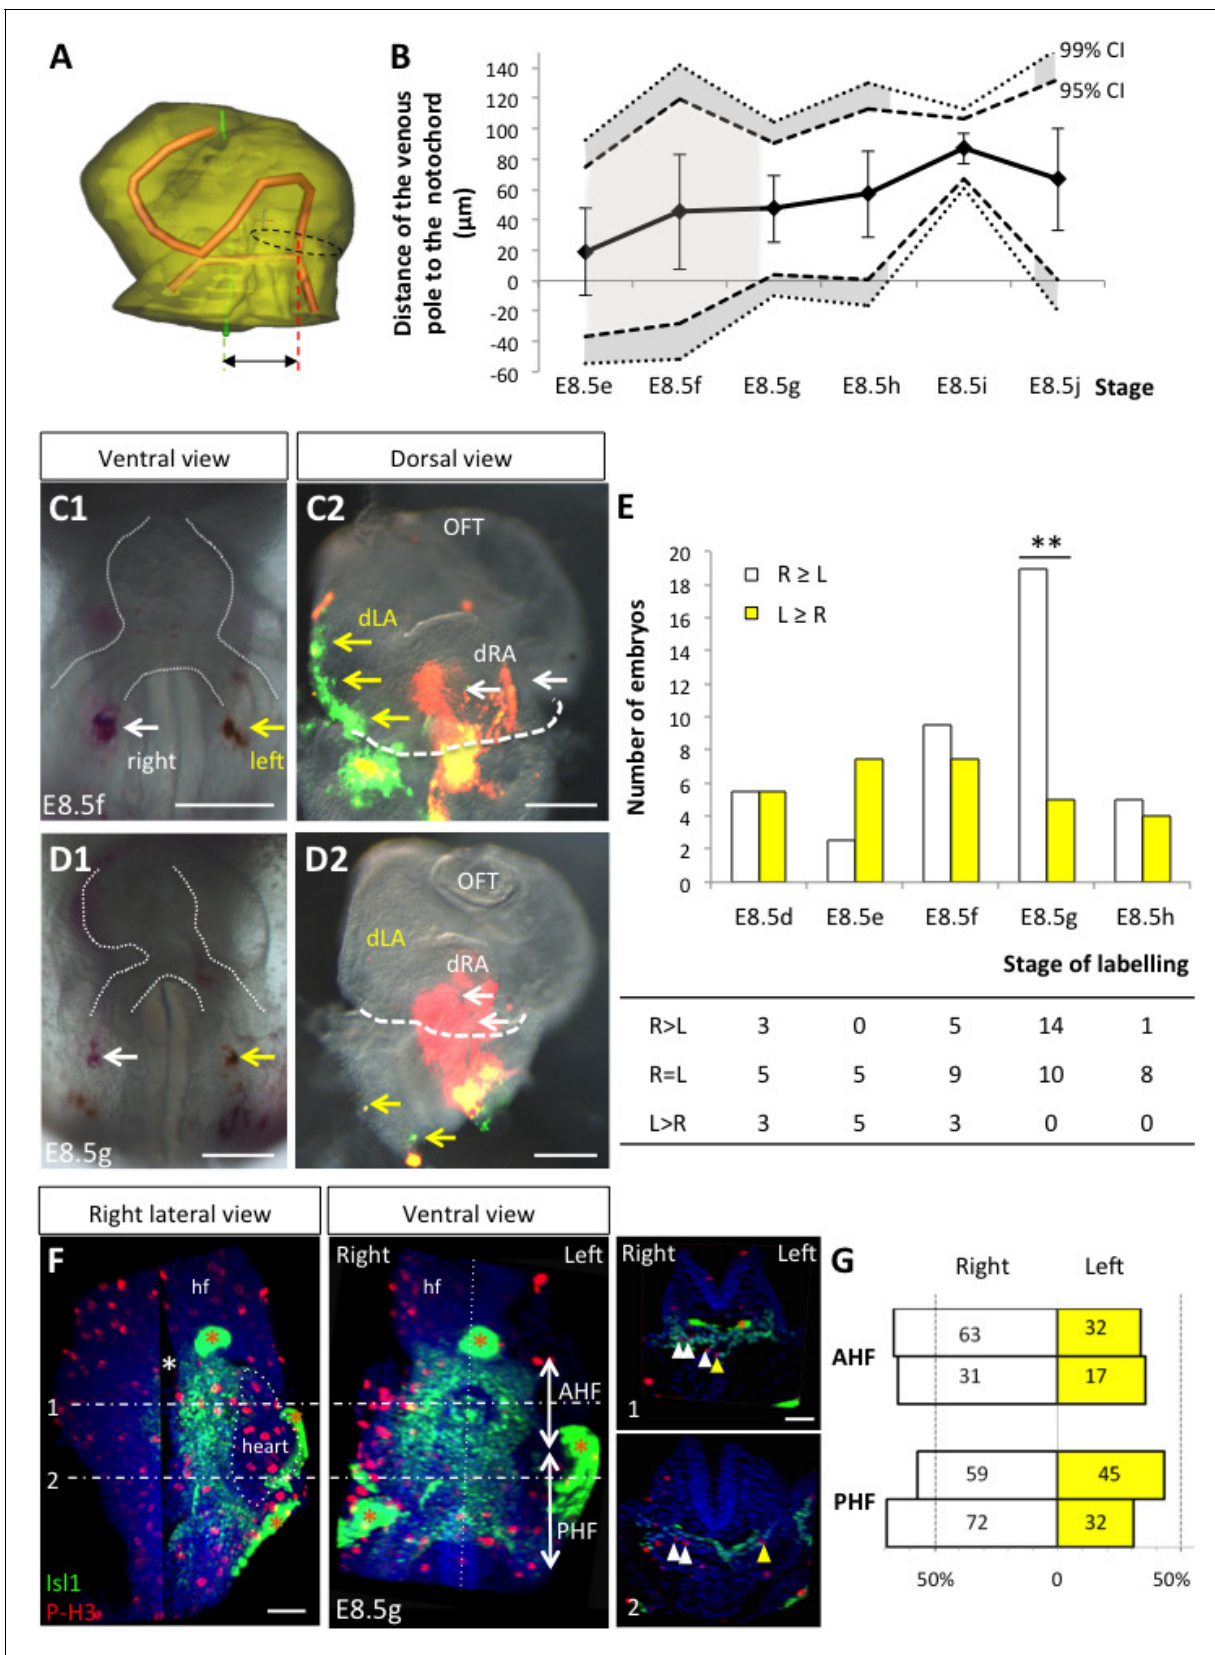 A
B
Distance of the venous
pole to the notochord
(µm)
140
120
100
80
60
40
20
0
-20
-40
-60
99% CI
95% CI
E8.5e E8.5f E8.5g E8.5h E8.5i E8.5j Stage
Ventral view
Dorsal view
C1
right
left
E8.5f
C2
OFT
dLA
dRA
D1
E8.5g
D2
OFT
dLA
dRA
E
**
R ≥ L
L ≥ R
Number of embryos
20
18
16
14
12
10
8
6
4
2
0
E8.5d E8.5e E8.5f E8.5g E8.5h
Stage of labelling
R>L 3 0 5 14 1
R=L 5 5 9 10 8
L>R 3 5 3 0 0
Right lateral view
Ventral view
F
hf
*
*
1
*
heart
2
*
Isl1
P-H3
Right Left
hf
*
AHF
*
PHF
*
E8.5g
Right Left
*
1
2
G
Right Left
AHF
63 32
31 17
PHF
59 45
72 32
50% 0 50%